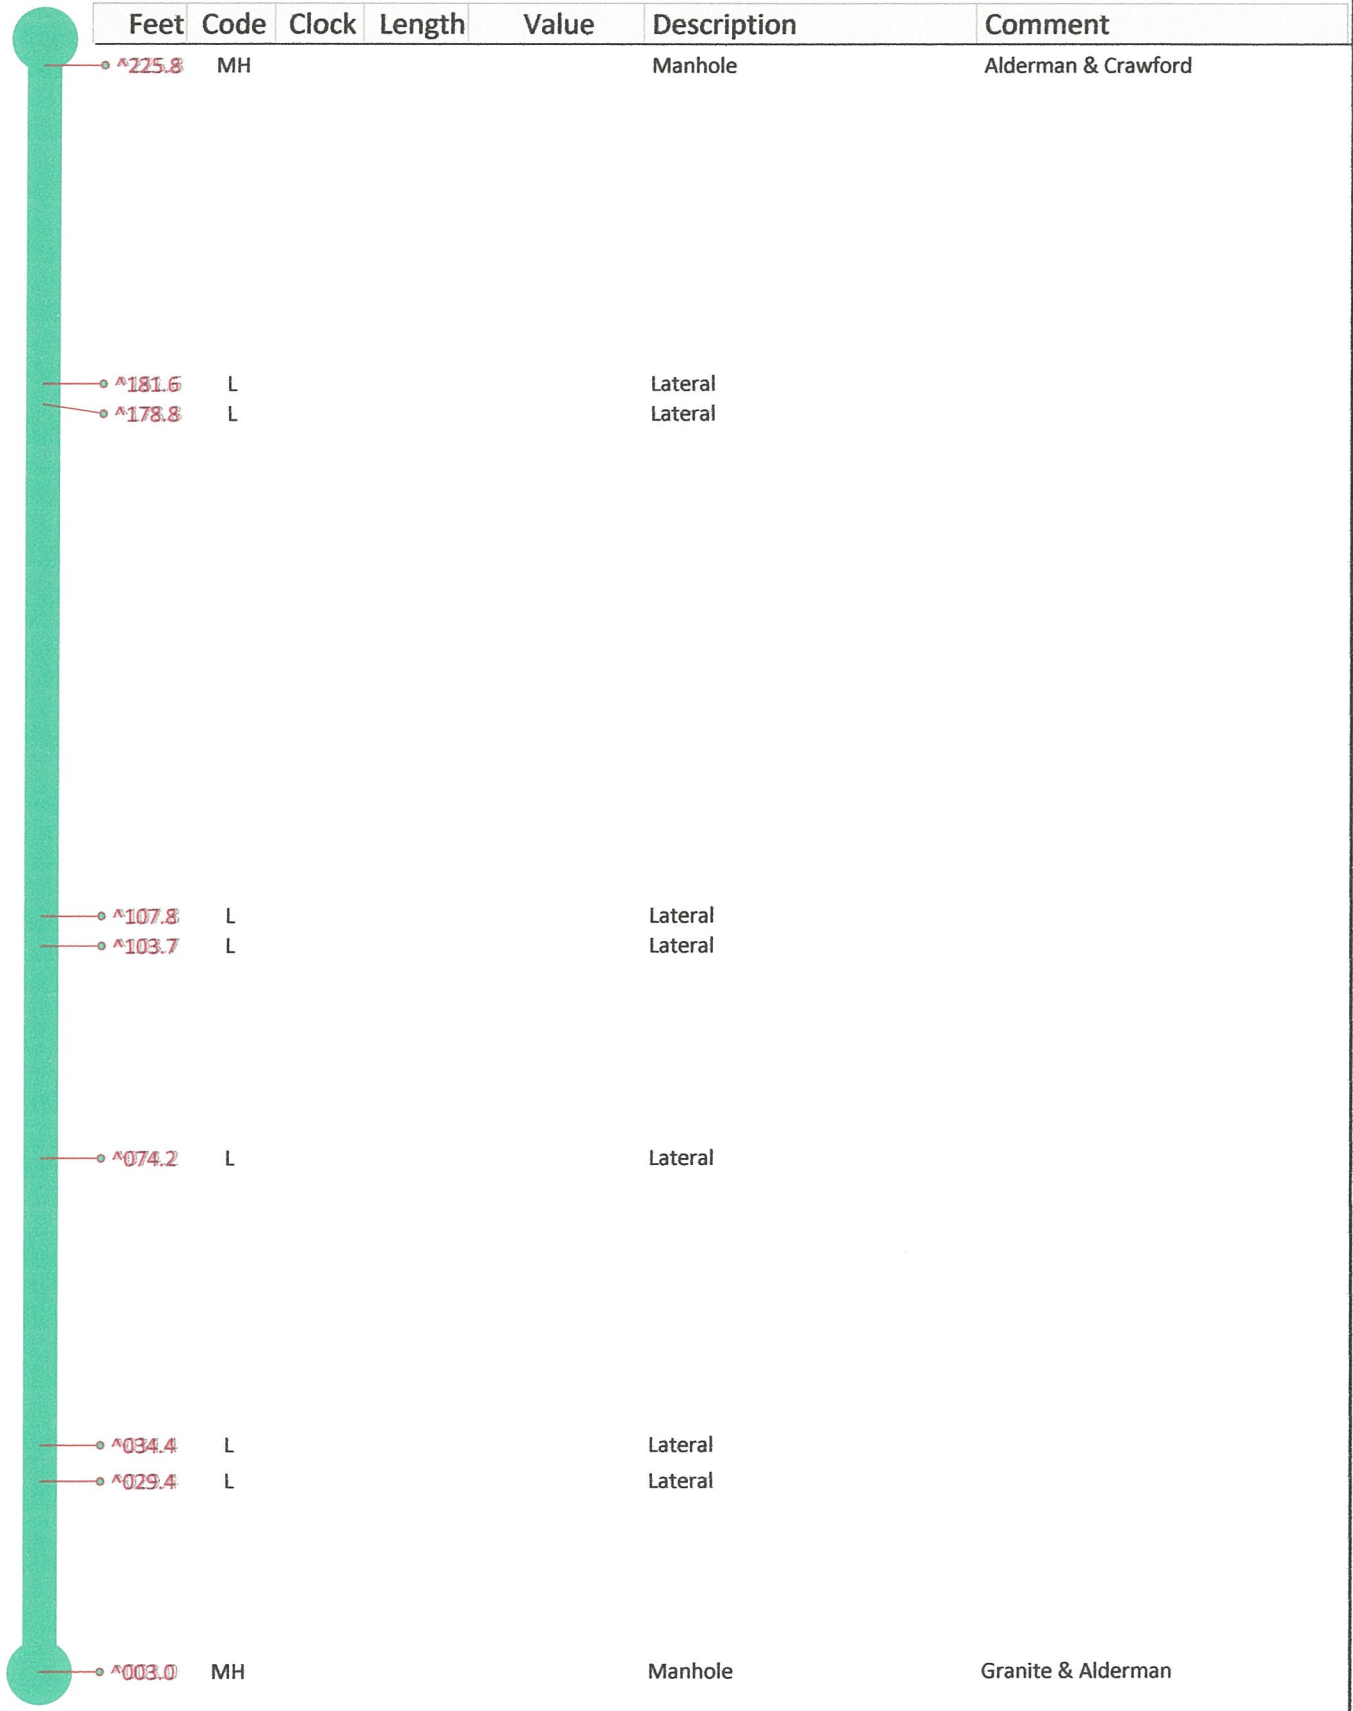 Feet Code Clock Length Value Description Comment
^225.8 MH Manhole Alderman & Crawford
^181.6 L Lateral
^178.8 L Lateral
^107.8 L Lateral
^103.7 L Lateral
^074.2 L Lateral
^034.4 L Lateral
^029.4 L Lateral
^003.0 MH Manhole Granite & Alderman